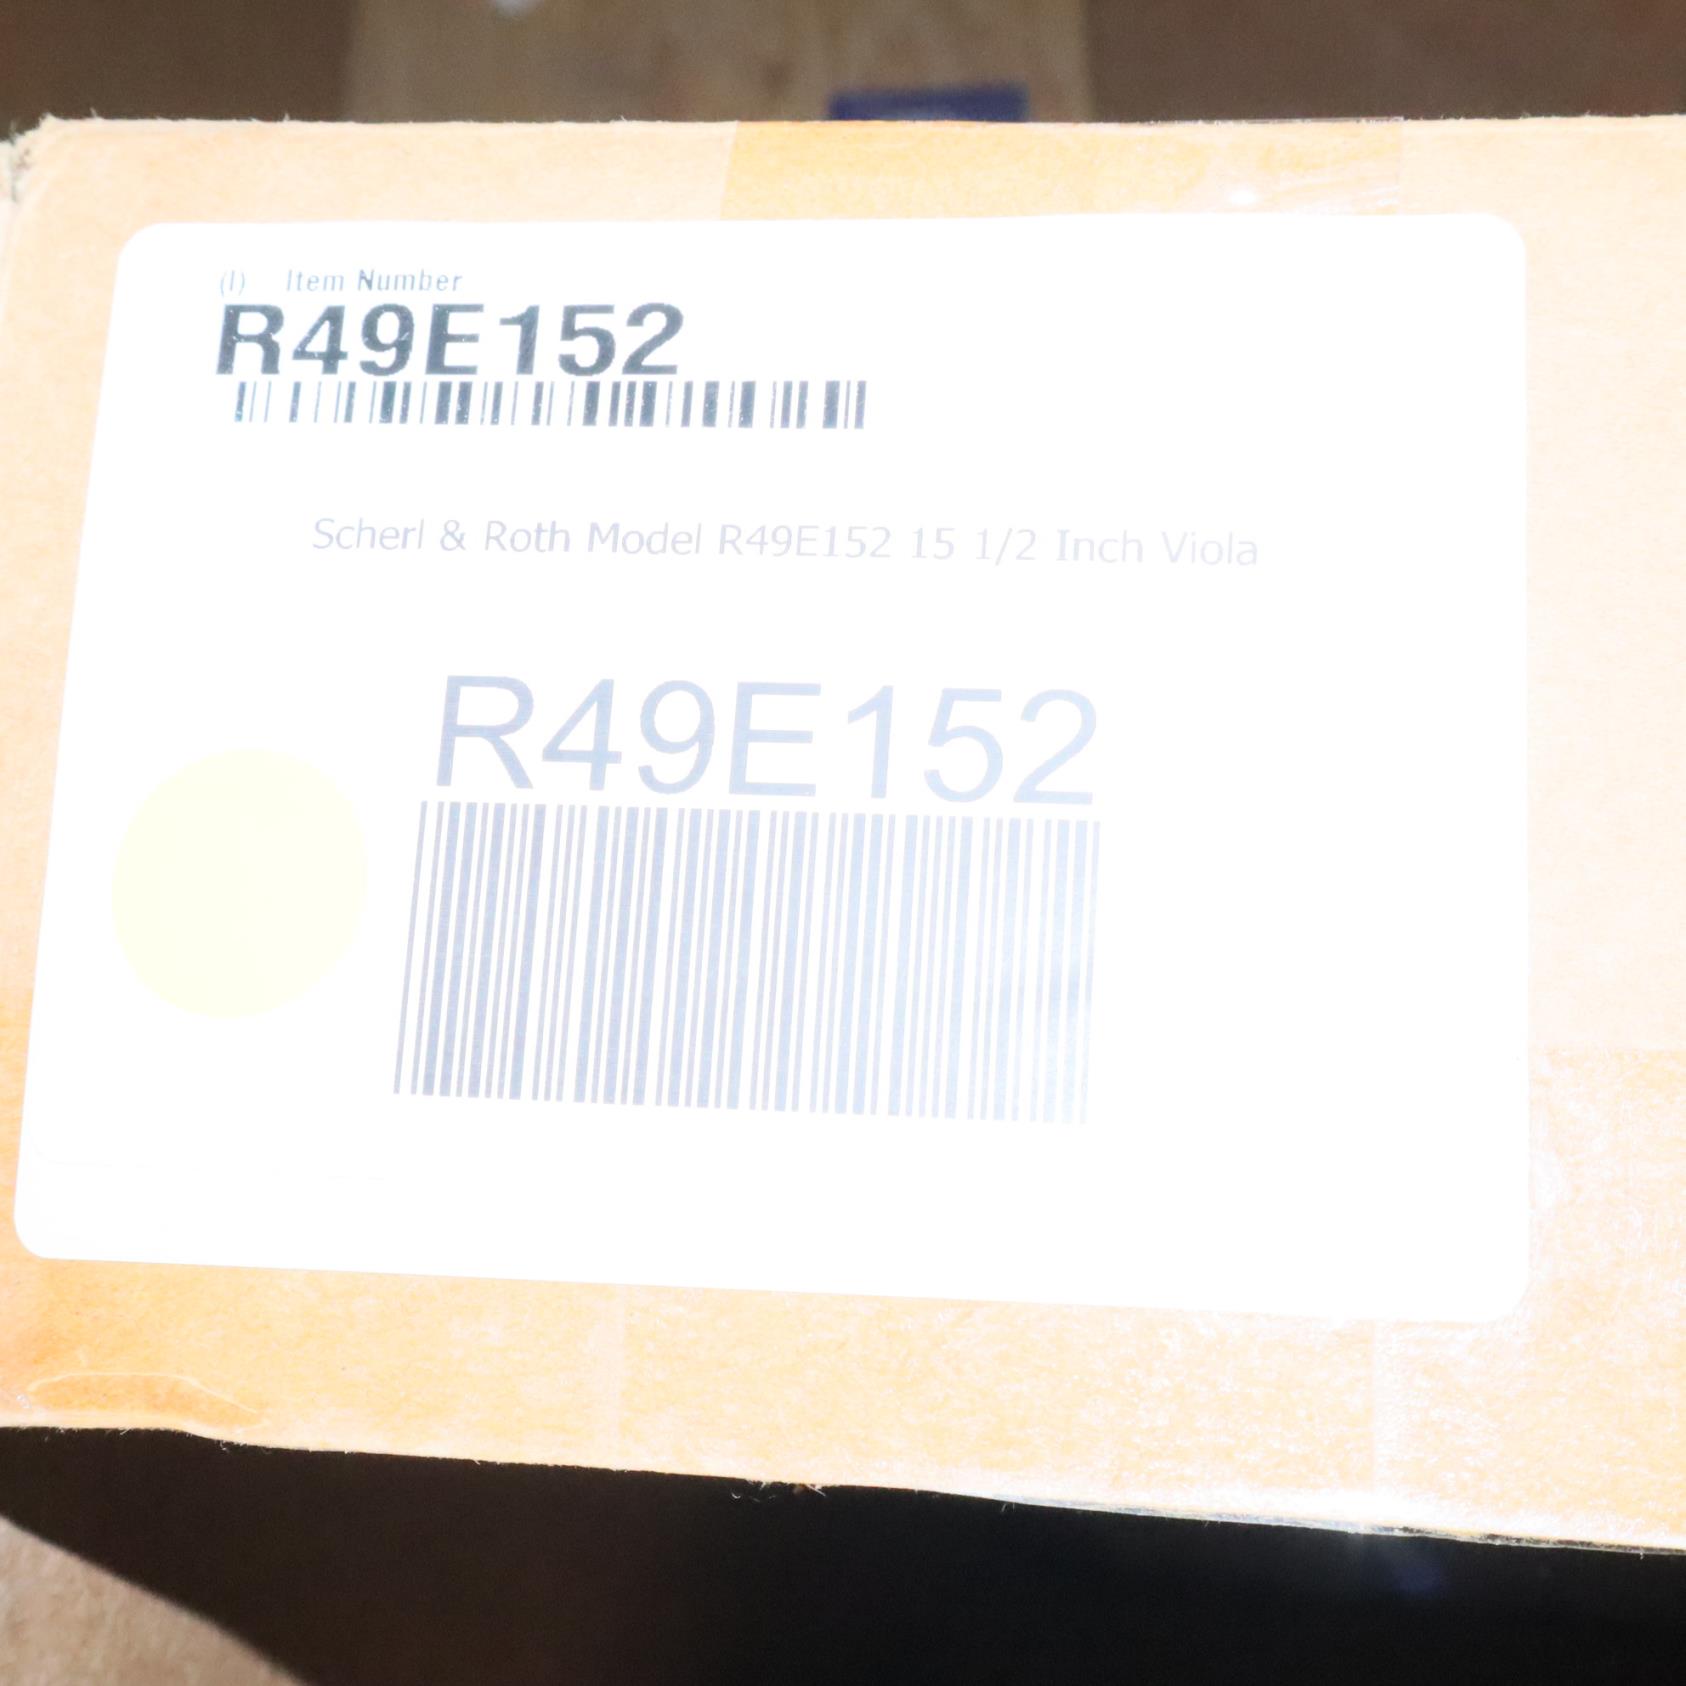 (I) Item Number
R49E152
Scherl & Roth Model R49E152 15 1/2 Inch Viola
R49E152